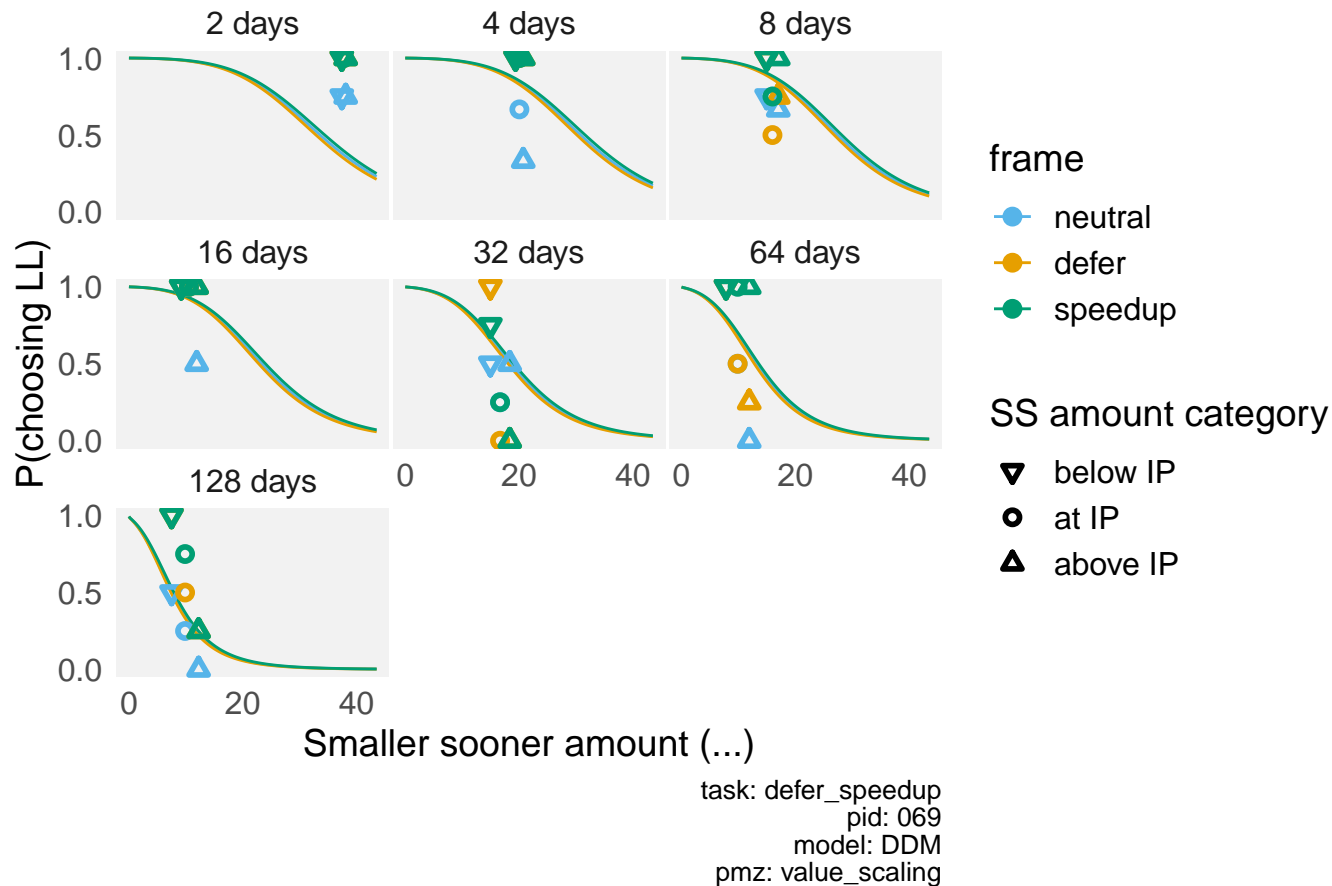 2 days
4 days
8 days
1.0
0.5
0.0
16 days
32 days
64 days
1.0
0.5
0.0
0
20
40
0
20
40
128 days
1.0
0.5
0.0
0
20
40
P(choosing LL)
Smaller sooner amount (...)
frame
neutral
defer
speedup
SS amount category
below IP
at IP
above IP
task: defer_speedup
pid: 069
model: DDM
pmz: value_scaling